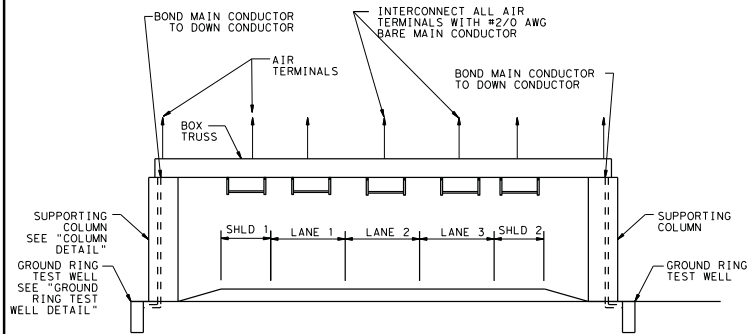 BOND MAIN CONDUCTOR
TO DOWN CONDUCTOR
INTERCONNECT ALL AIR
TERMINALS WITH #2/0 AWG
BARE MAIN CONDUCTOR
AIR
TERMINALS
BOND MAIN CONDUCTOR
TO DOWN CONDUCTOR
BOX
TRUSS
SUPPORTING
COLUMN
SEE "COLUMN
DETAIL"
SHLD 1
LANE 1
LANE 2
LANE 3
SHLD 2
SUPPORTING
COLUMN
GROUND RING
TEST WELL
SEE "GROUND
RING TEST
WELL DETAIL"
GROUND RING
TEST WELL